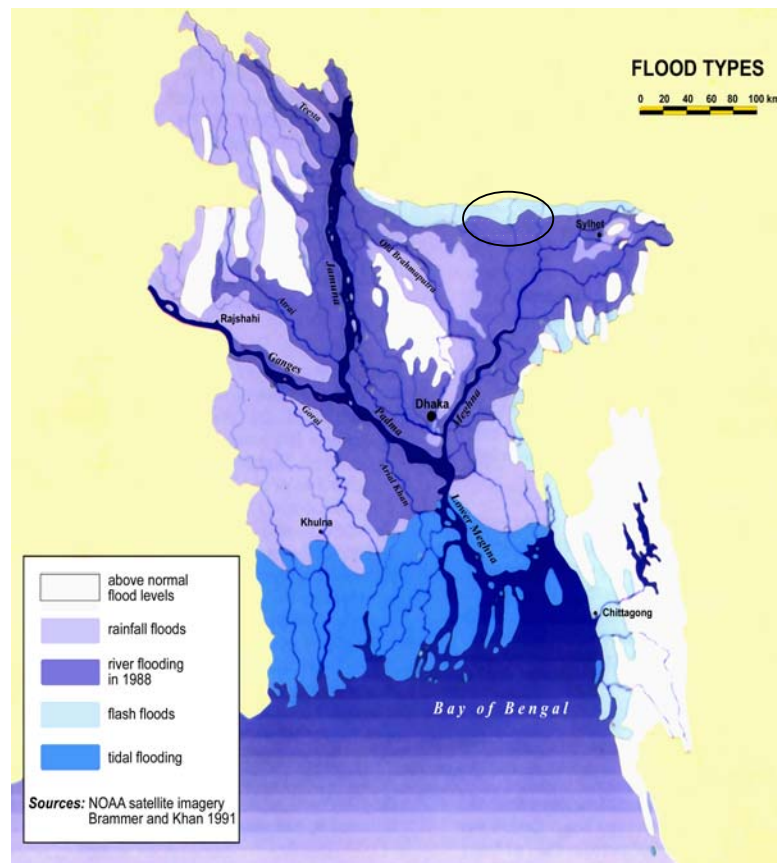 FLOOD TYPES
0 20 40 60 80 100 km
Teesta
Sylhet
Old Brahmaputra
Jamuna
Atrai
Rajshahi
Ganges
Meghna
Dhaka
Padma
Gorai
Arial Khan
Lower Meghna
Khulna
Chittagong
Bay of Bengal
above normal
flood levels
rainfall floods
river flooding
in 1988
flash floods
tidal flooding
Sources: NOAA satellite imagery
Brammer and Khan 1991